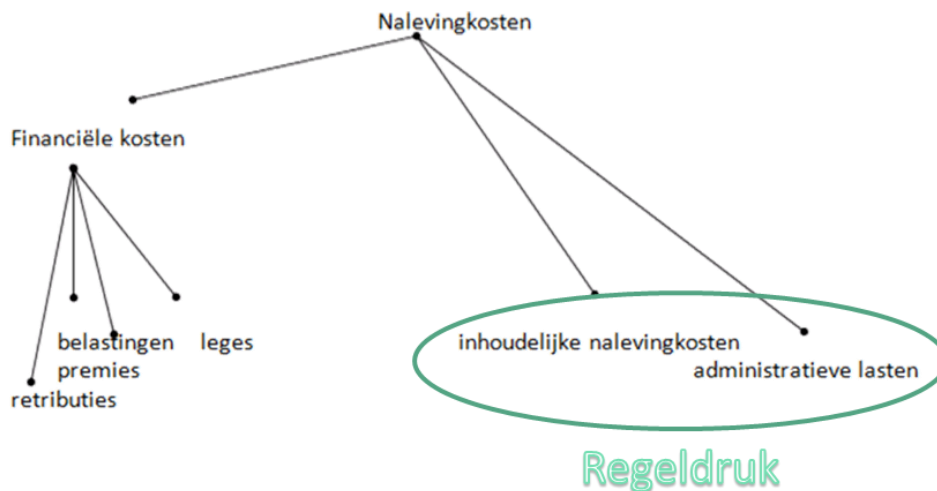 Nalevingkosten
Financiële kosten
belastingen
leges
premies
retributies
inhoudelijke nalevingkosten
administratieve lasten
Regeldruk